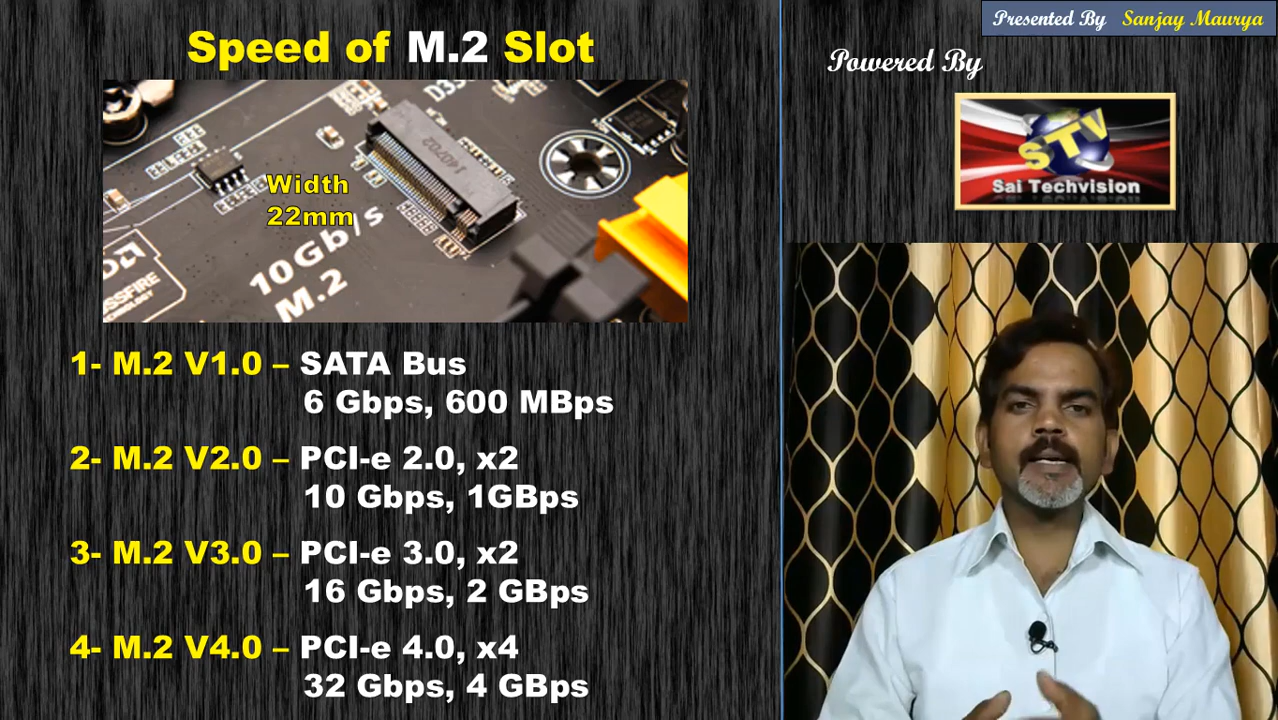 Speed of M.2 Slot
Presented By Sanjay Maurya
Powered By
STV
Sai Techvision
D35
140702
Width
22mm
10Gb/s
M.2
SSFIRE
1- M.2 V1.0 – SATA Bus
6 Gbps, 600 MBps
2- M.2 V2.0 – PCI-e 2.0, x2
10 Gbps, 1GBps
3- M.2 V3.0 – PCI-e 3.0, x2
16 Gbps, 2 GBps
4- M.2 V4.0 – PCI-e 4.0, x4
32 Gbps, 4 GBps